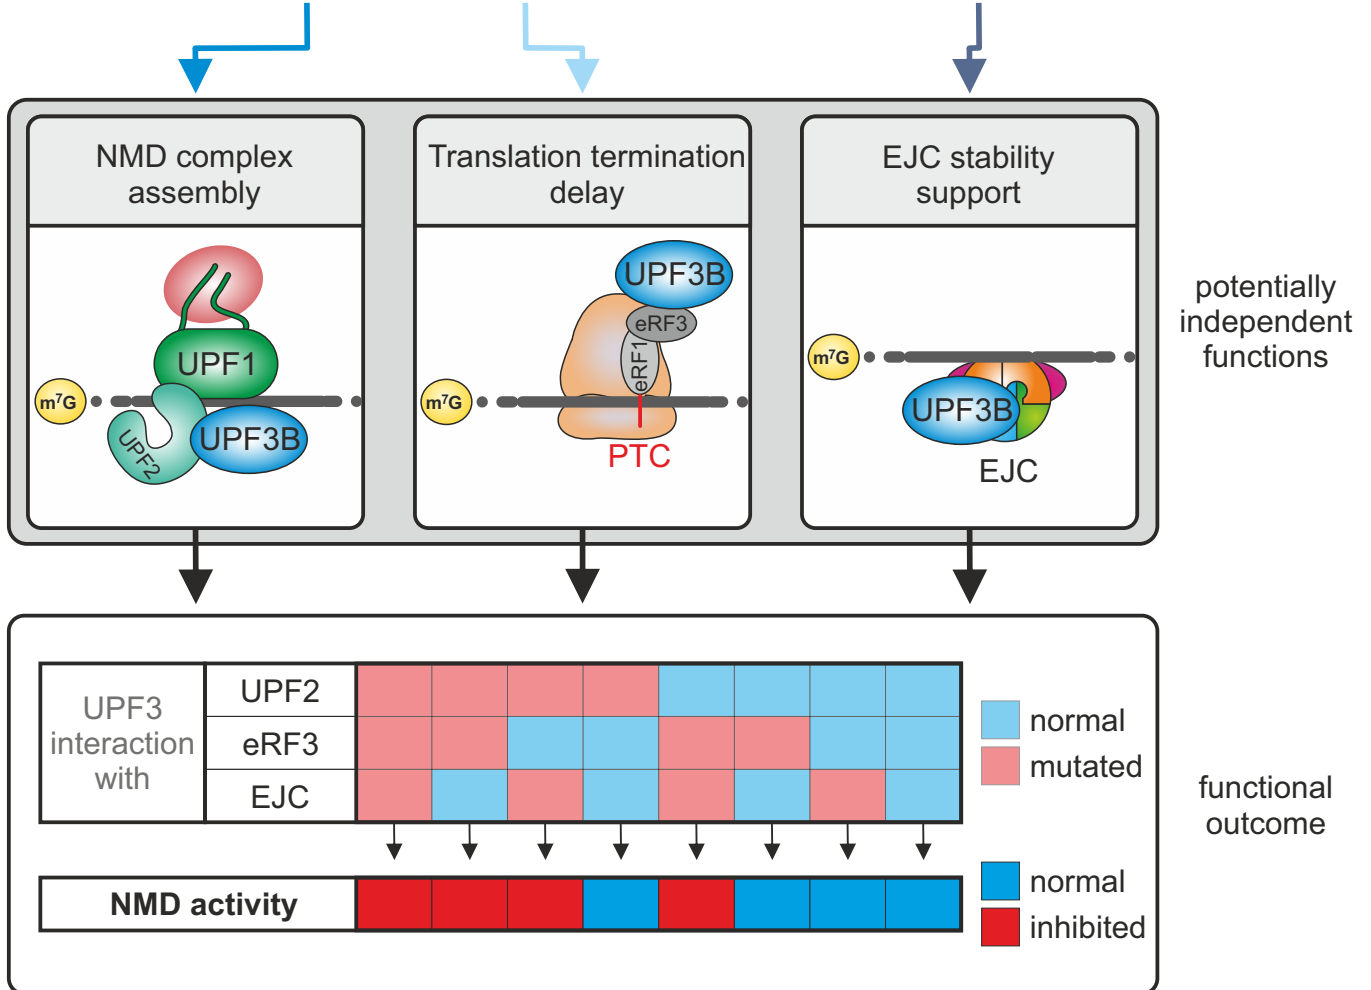 NMD complex
assembly
Translation termination
delay
EJC stability
support
UPF1
m⁷G
UPF2
UPF3B
UPF3B
eRF3
eRF1
m⁷G
PTC
m⁷G
UPF3B
EJC
potentially
independent
functions
UPF3
interaction
with
UPF2
eRF3
EJC
normal
mutated
NMD activity
normal
inhibited
functional
outcome